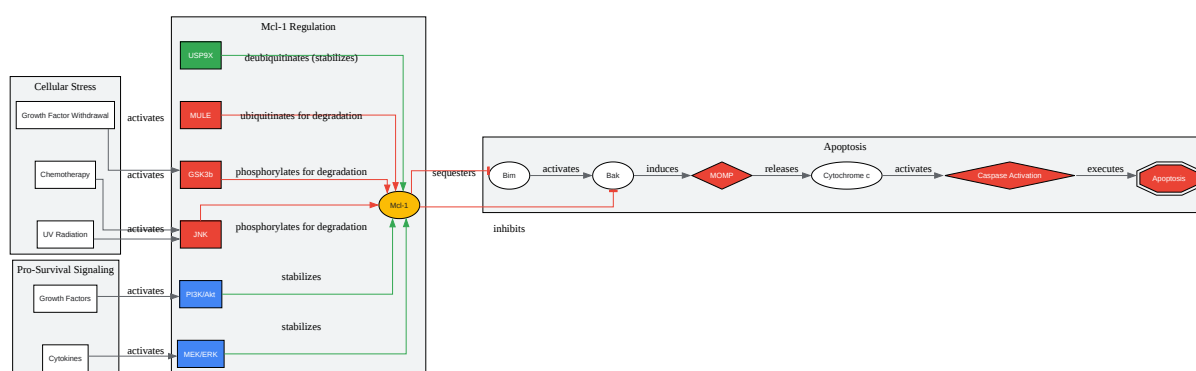 Mcl-1 Regulation
USP9X
deubiquitinates (stabilizes)
Cellular Stress
Growth Factor Withdrawal
activates
MULE
ubiquitinates for degradation
Apoptosis
Chemotherapy
activates
GSK3b
phosphorylates for degradation
sequesters
Bim
activates
Bak
induces
MOMP
releases
Cytochrome c
activates
Caspase Activation
executes
Apoptosis
Mcl-1
UV Radiation
activates
JNK
phosphorylates for degradation
inhibits
Pro-Survival Signaling
Growth Factors
activates
PI3K/Akt
stabilizes
Cytokines
activates
MEK/ERK
stabilizes